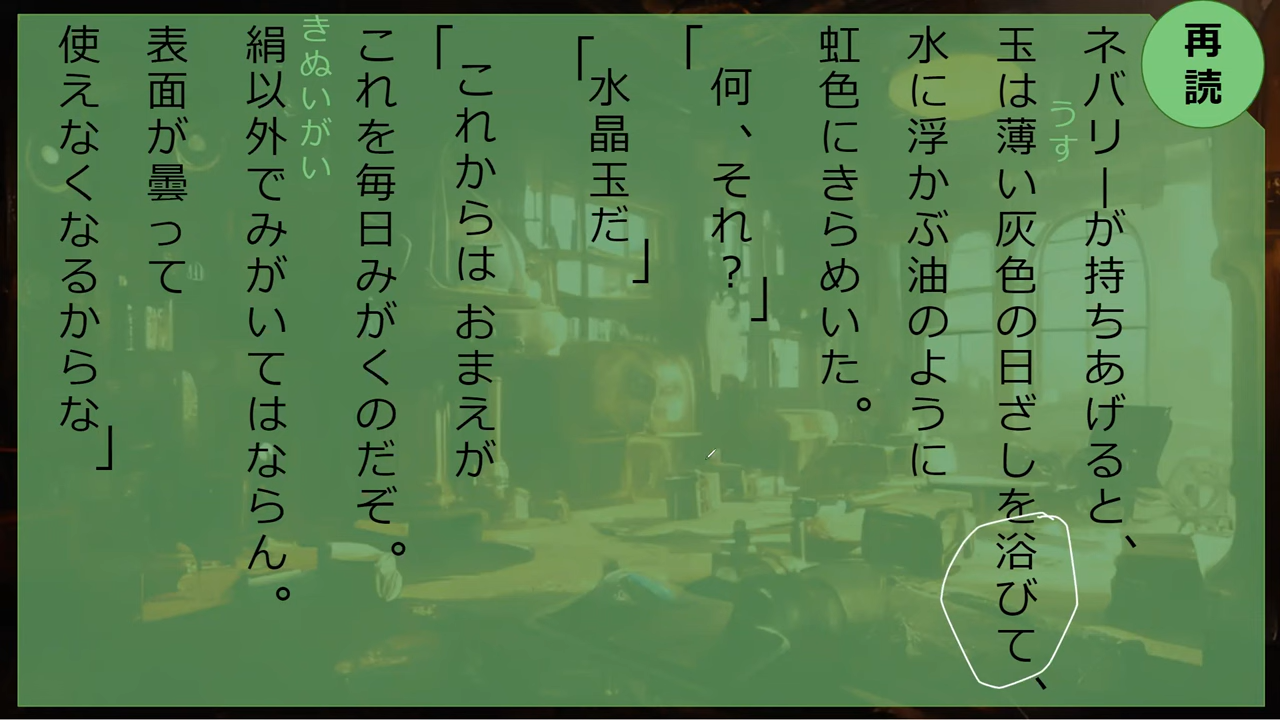 再読
ネバリーが持ちあげると、
うす
玉は薄い灰色の日ざしを浴びて、
水に浮かぶ油のように
虹色にきらめいた。
「何、それ?」
「水晶玉だ」
「これからは おまえが
これを毎日みがくのだぞ。
きぬいがい
絹以外でみがいてはならん。
表面が曇って
使えなくなるからな」